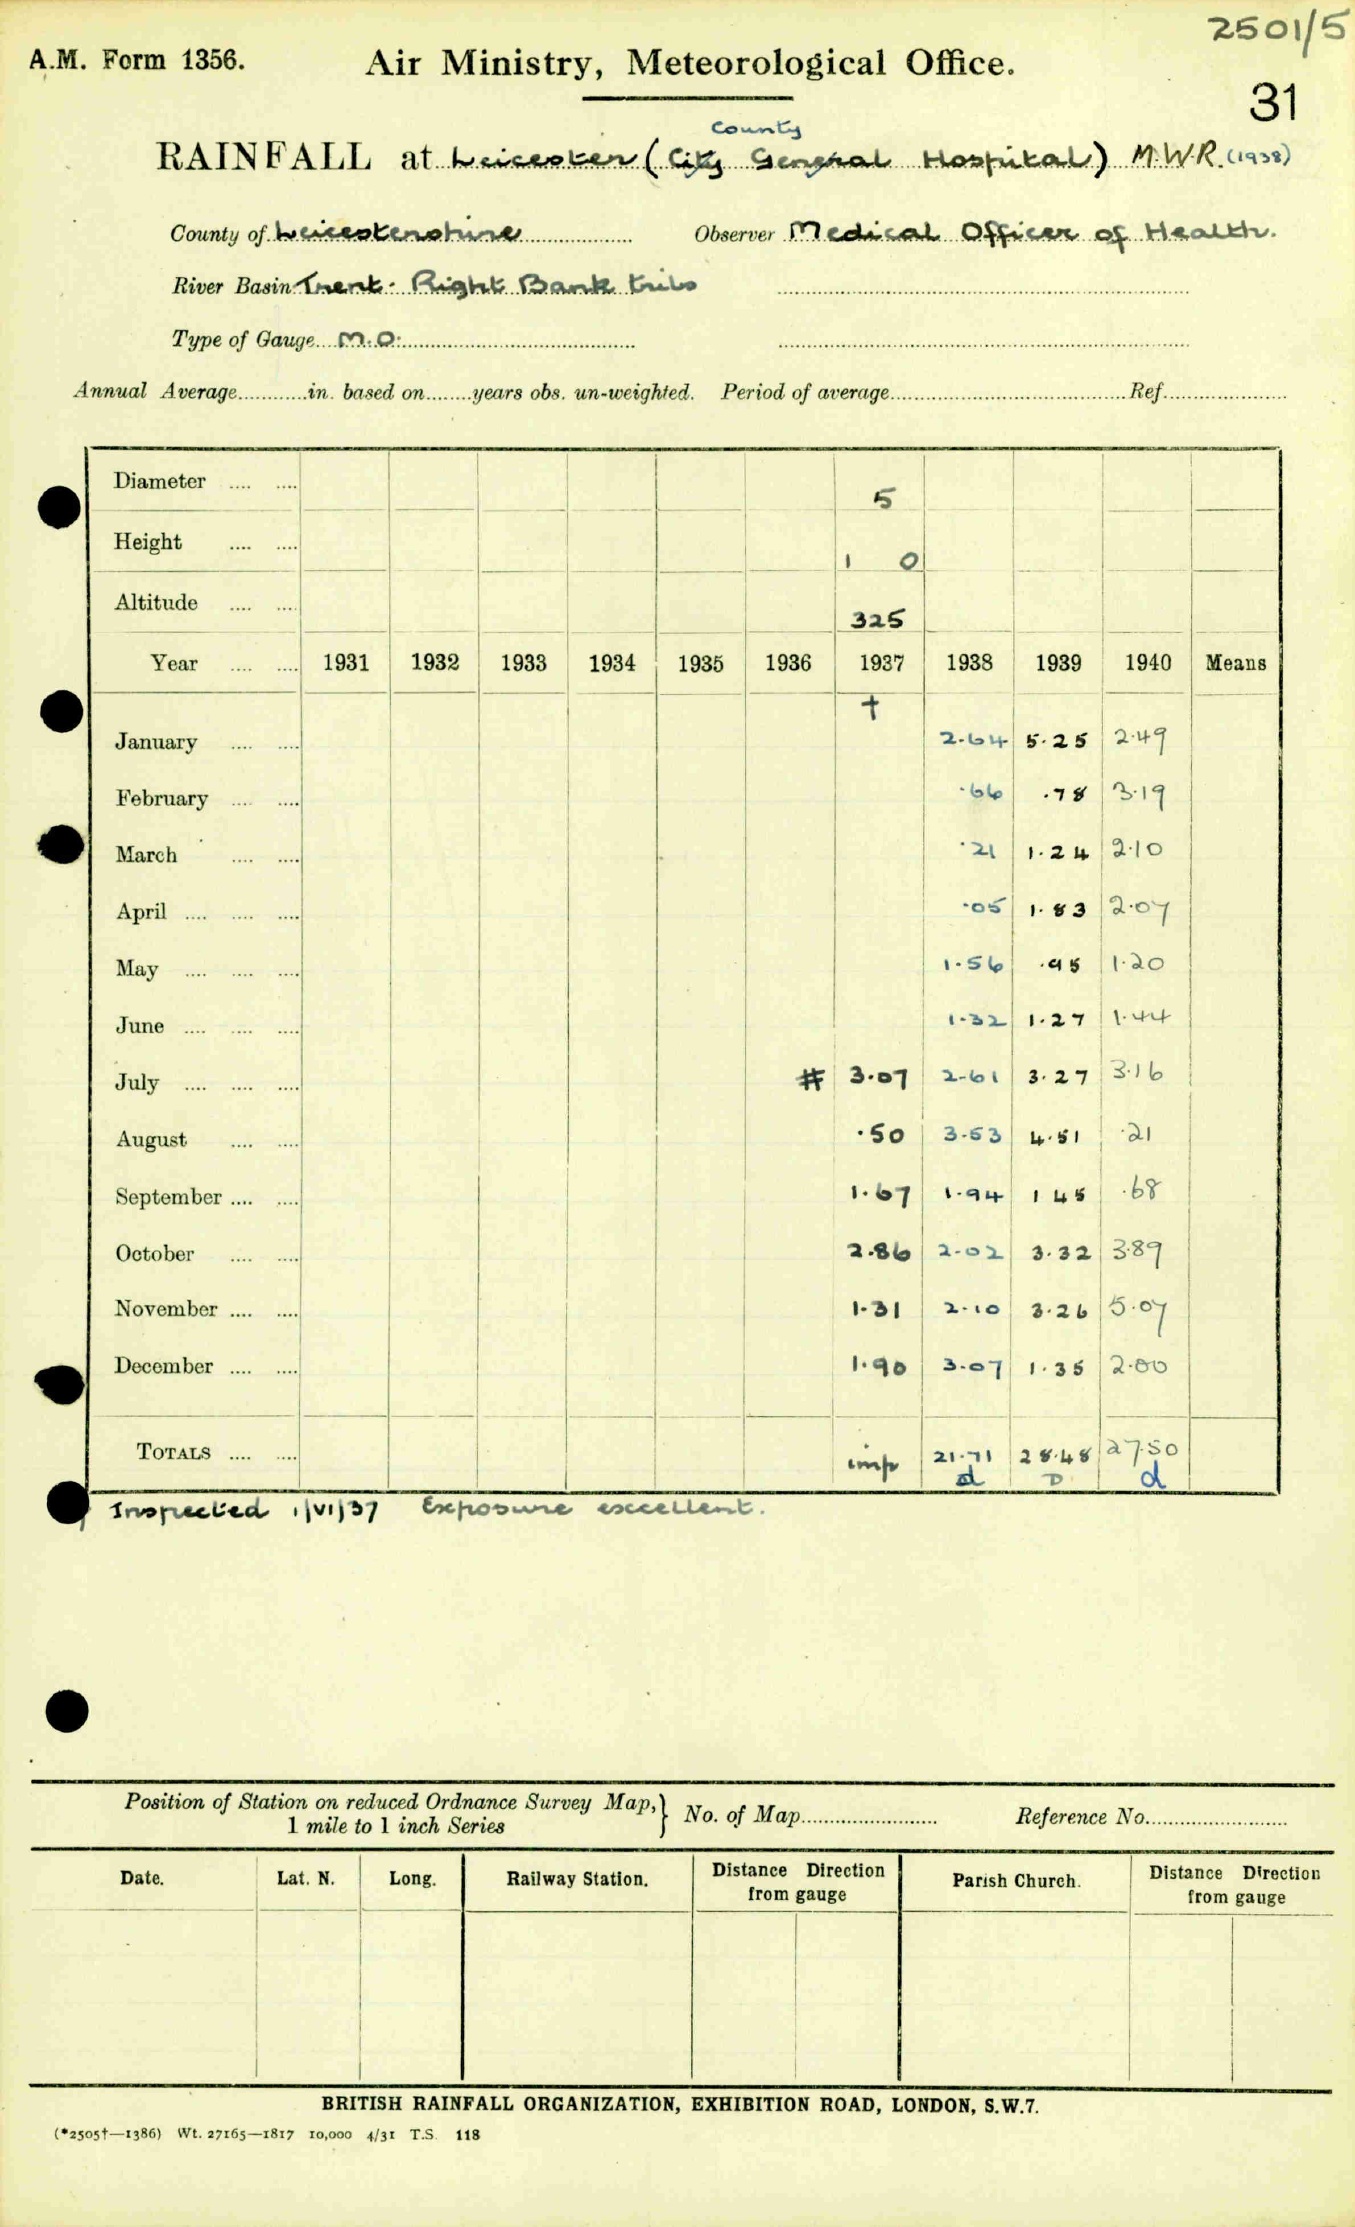 2501/5
A.M. Form 1356. Air Ministry, Meteorological Office.
31
County
RAINFALL at Leicester (City General Hospital) M.W.R. (1938)
County of Leicestershire Observer Medical Officer of Health.
River Basin Trent. Right Bank tribs
Type of Gauge M.O.
Annual Average............in. based on........years obs. un-weighted. Period of average........................................Ref.....................
Diameter .... .... 5
Height .... .... 1 0
Altitude .... .... 325
Year .... .... 1931 1932 1933 1934 1935 1936 1937 1938 1939 1940 Means
†
January .... .... 2.64 5.25 2.49
February .... .... .66 .78 3.19
March .... .... .21 1.24 2.10
April .... .... .... .05 1.83 2.07
May .... .... .... 1.56 .95 1.20
June .... .... .... 1.32 1.27 1.44
July .... .... .... # 3.07 2.61 3.27 3.16
August .... .... .50 3.53 4.51 .21
September .... .... 1.67 1.94 1 45 .68
October .... .... 2.86 2.02 3.32 3.89
November .... .... 1.31 2.10 3.26 5.07
December .... .... 1.90 3.07 1.35 2.00
TOTALS .... .... imp 21.71 28.48 27.50
d D d
Inspected 1/VI/37 Exposure excellent.
Position of Station on reduced Ordnance Survey Map, } No. of Map........................ Reference No.........................
1 mile to 1 inch Series
Date. Lat. N. Long. Railway Station. Distance Direction Parish Church. Distance Direction
from gauge from gauge
BRITISH RAINFALL ORGANIZATION, EXHIBITION ROAD, LONDON, S.W.7.
(*2505†—1386) Wt. 27165—1817 10,000 4/31 T.S. 118